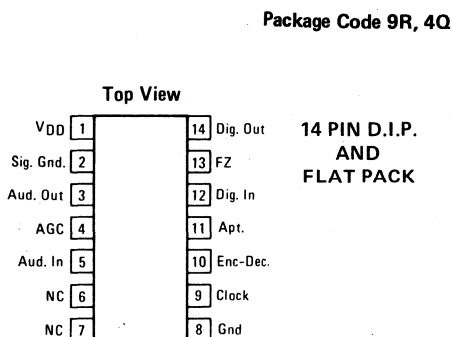 Package Code 9R, 4Q
Top View
VDD 1 14 Dig. Out
Sig. Gnd. 2 13 FZ
Aud. Out 3 12 Dig. In
AGC 4 11 Apt.
Aud. In 5 10 Enc-Dec.
NC 6 9 Clock
NC 7 8 Gnd
14 PIN D.I.P.
AND
FLAT PACK